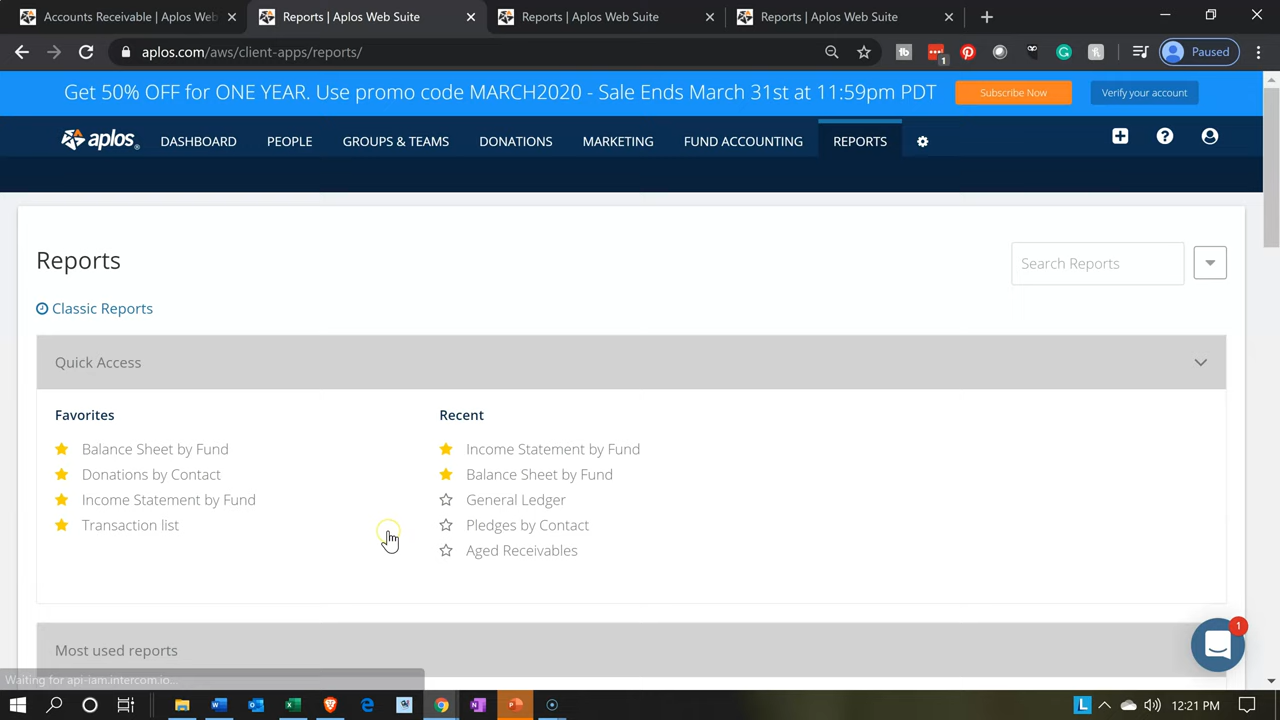 Accounts Receivable | Aplos Web
Reports | Aplos Web Suite
Reports | Aplos Web Suite
Reports | Aplos Web Suite
aplos.com/aws/client-apps/reports/
1
Paused
Get 50% OFF for ONE YEAR. Use promo code MARCH2020 - Sale Ends March 31st at 11:59pm PDT
Subscribe Now
Verify your account
aplos
DASHBOARD
PEOPLE
GROUPS & TEAMS
DONATIONS
MARKETING
FUND ACCOUNTING
REPORTS
Reports
Search Reports
Classic Reports
Quick Access
Favorites
Recent
Balance Sheet by Fund
Income Statement by Fund
Donations by Contact
Balance Sheet by Fund
Income Statement by Fund
General Ledger
Transaction list
Pledges by Contact
Aged Receivables
1
Most used reports
Waiting for api-iam.intercom.io...
12:21 PM